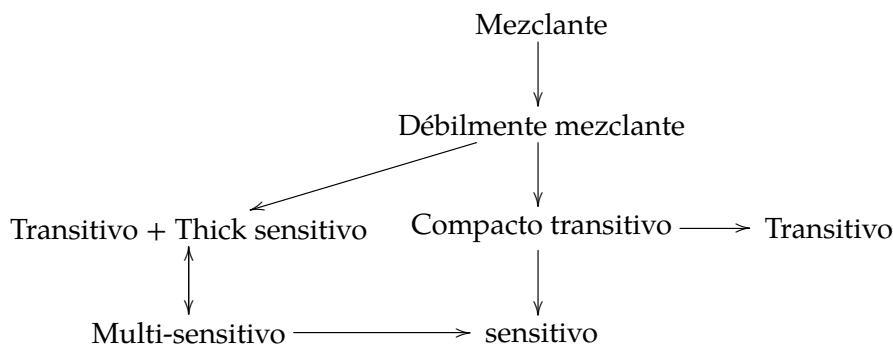 Mezclante
Débilmente mezclante
Transitivo + Thick sensitivo
Compacto transitivo
Transitivo
Multi-sensitivo
sensitivo